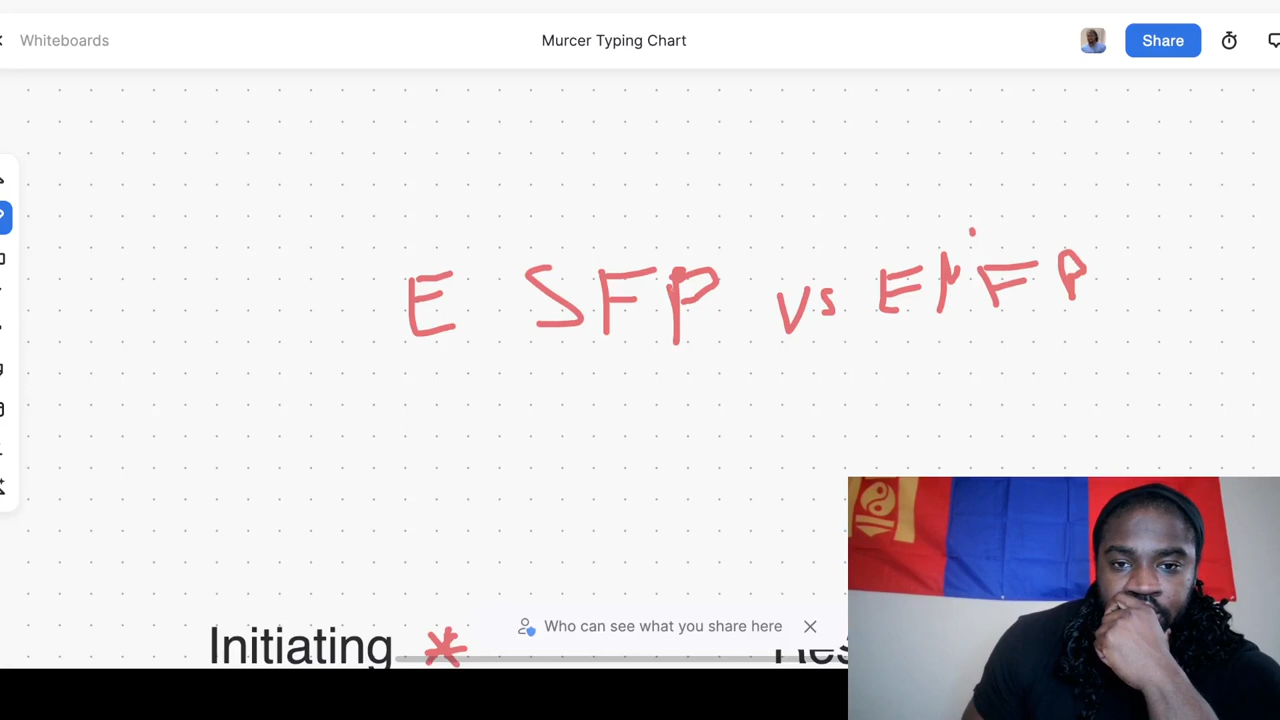 Whiteboards
Murcer Typing Chart
Share
E SFP vs ENFP
Who can see what you share here
Initiating *